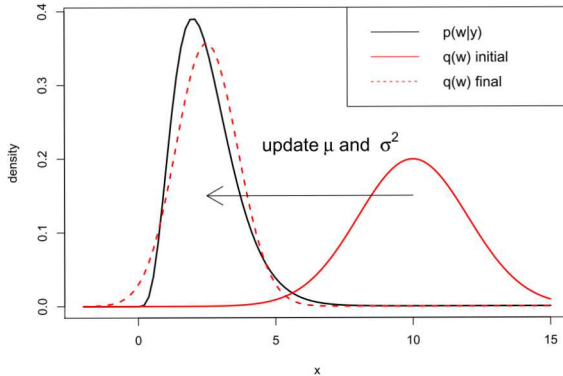 0.4
0.3
0.2
0.1
0.0
density
p(w|y)
q(w) initial
q(w) final
update μ and σ²
0
5
10
15
x